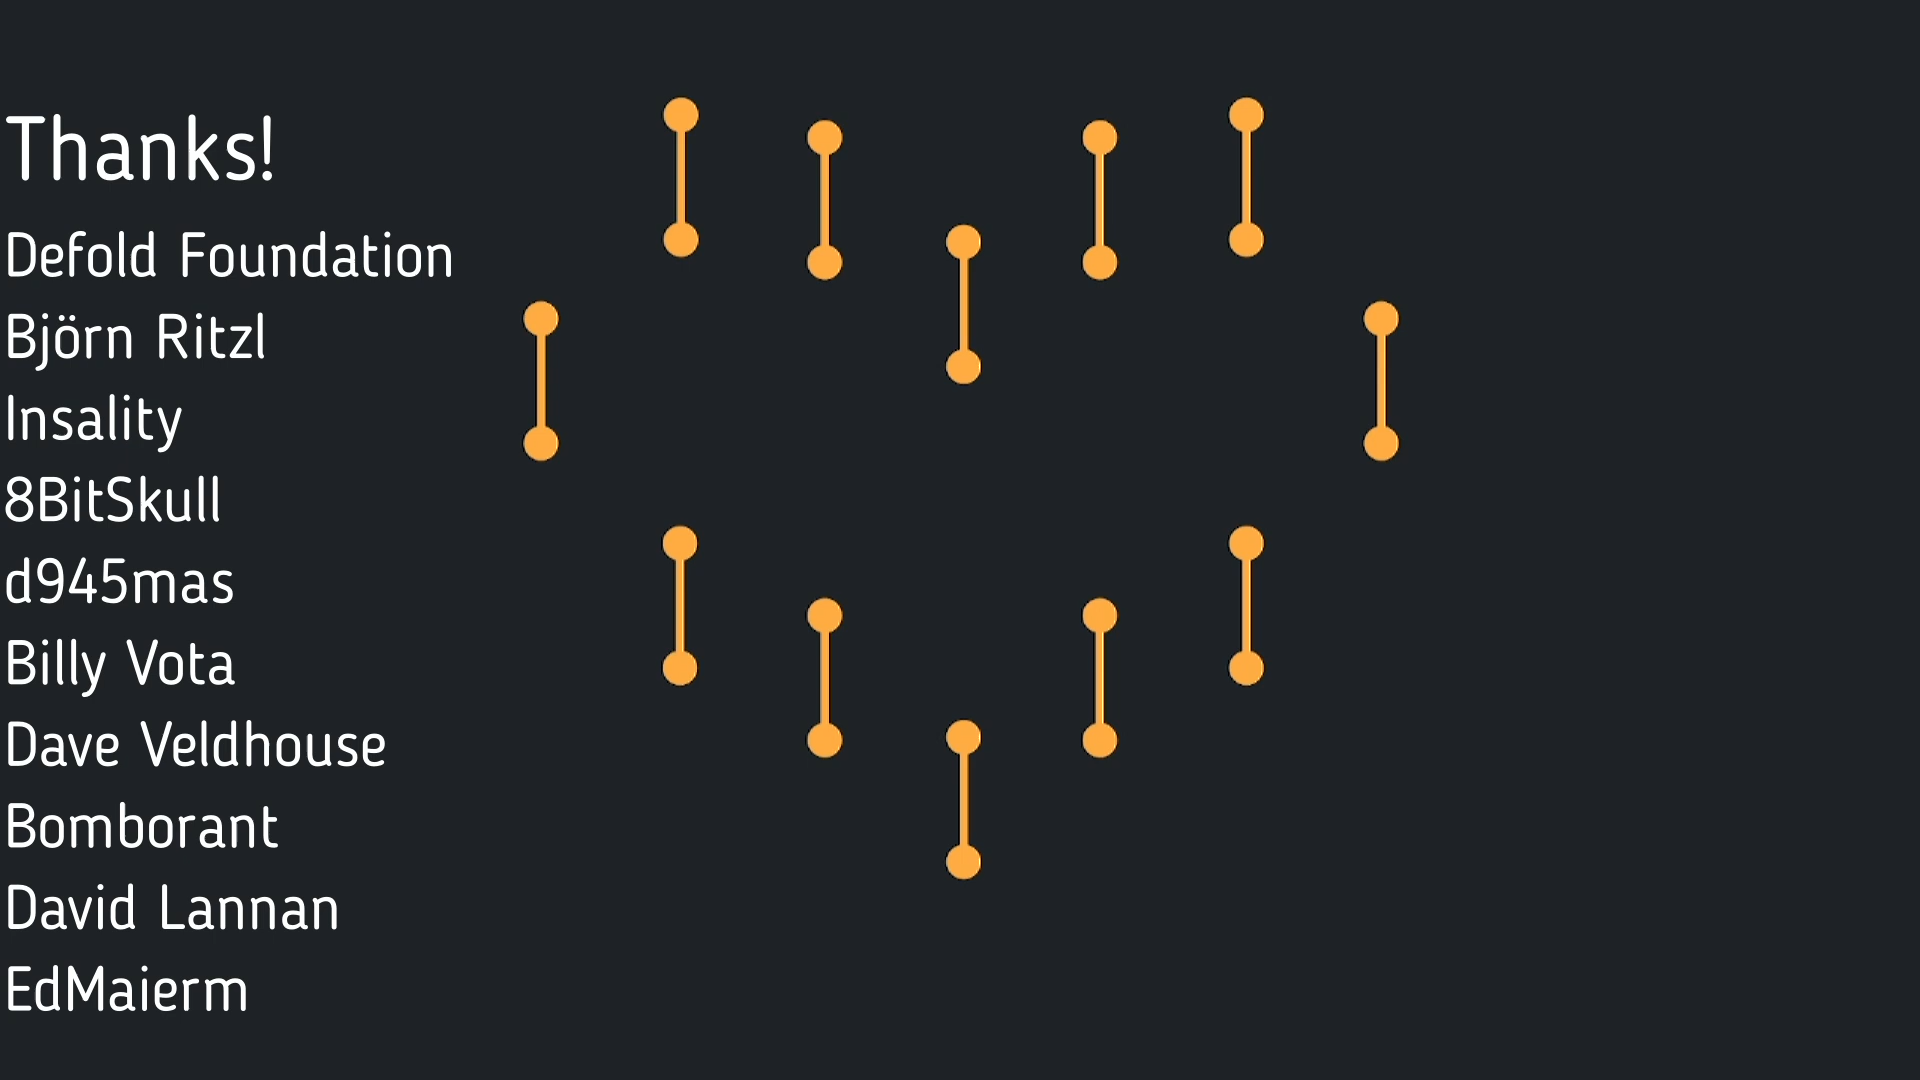 Thanks!
Defold Foundation
Björn Ritzl
Insality
8BitSkull
d945mas
Billy Vota
Dave Veldhouse
Bomborant
David Lannan
EdMaierm